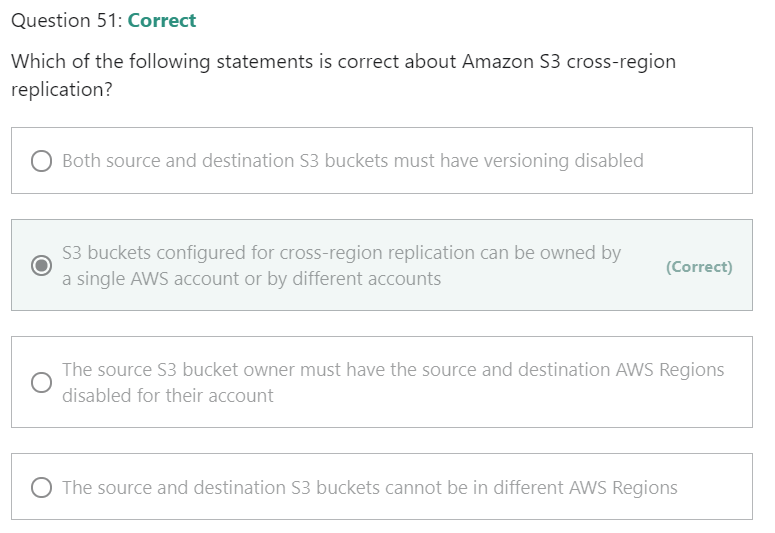 Question 51: Correct
Which of the following statements is correct about Amazon S3 cross-region
replication?
Both source and destination S3 buckets must have versioning disabled
S3 buckets configured for cross-region replication can be owned by
a single AWS account or by different accounts
(Correct)
The source S3 bucket owner must have the source and destination AWS Regions
disabled for their account
The source and destination S3 buckets cannot be in different AWS Regions